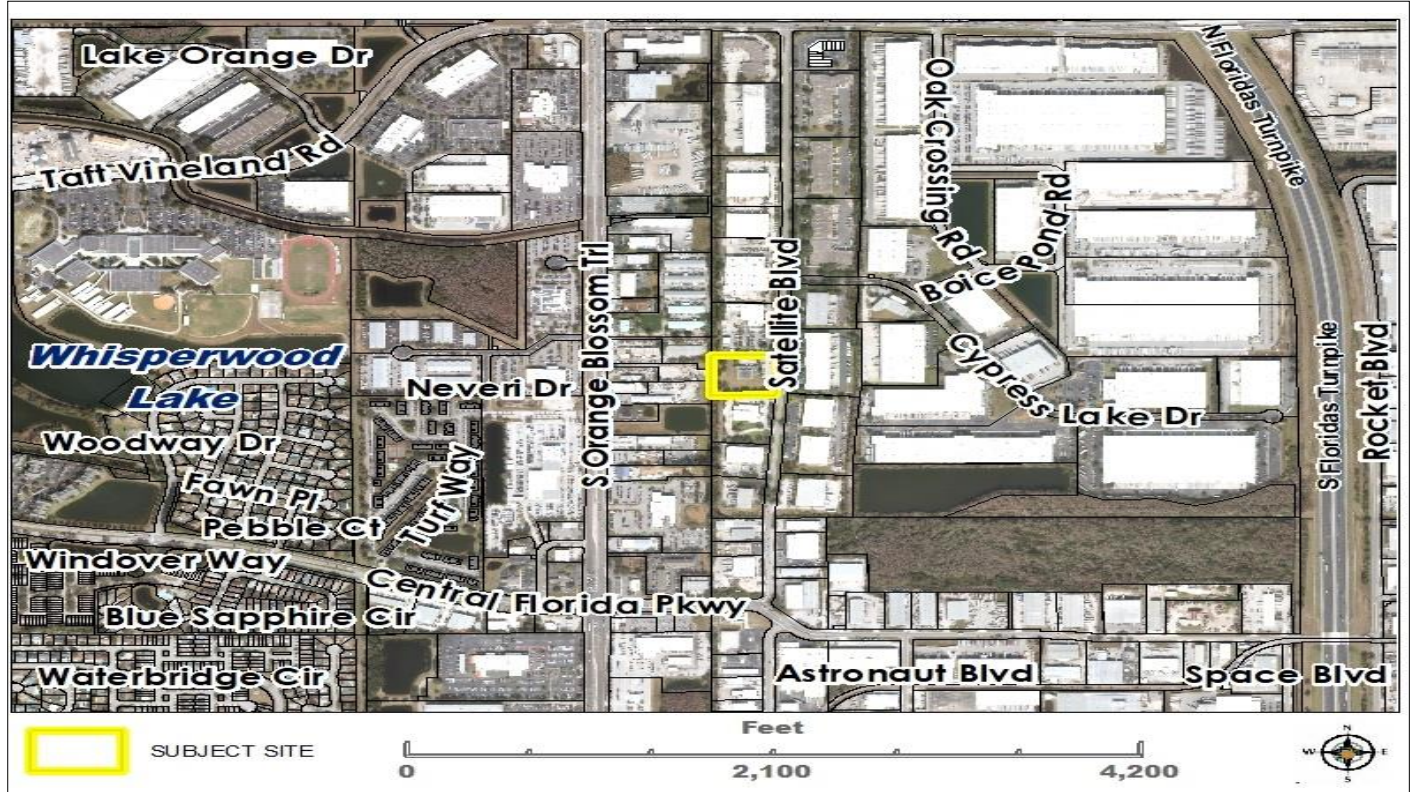 Lake Orange Dr
N Floridas Turnpike
Oak Crossing Rd
Taft Vineland Rd
Boice Pond Rd
S Orange Blossom Trl
Satellite Blvd
Whisperwood
Lake
Neveri Dr
Cypress Lake Dr
S Floridas Turnpike
Rocket Blvd
Woodway Dr
Fawn Pl
Turf Way
Pebble Ct
Windover Way
Central Florida Pkwy
Blue Sapphire Cir
Waterbridge Cir
Astronaut Blvd
Space Blvd
SUBJECT SITE
Feet
0 2,100 4,200
N
W E
S